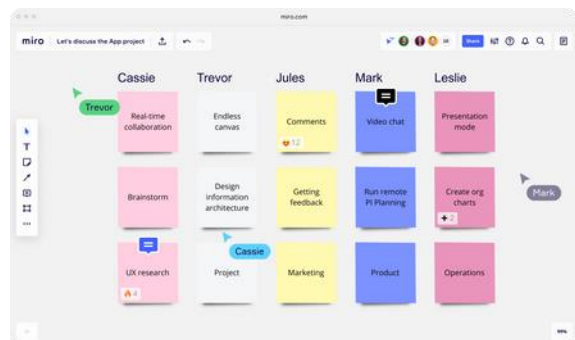 miro.com
miro
Let's discuss the App project
Share
Cassie
Trevor
Jules
Mark
Leslie
Trevor
Real-time
collaboration
Endless
canvas
Comments
12
Video chat
Presentation
mode
Mark
Brainstorm
Design
information
architecture
Getting
feedback
Run remote
PI Planning
Create org
charts
2
Cassie
UX research
4
Project
Marketing
Product
Operations